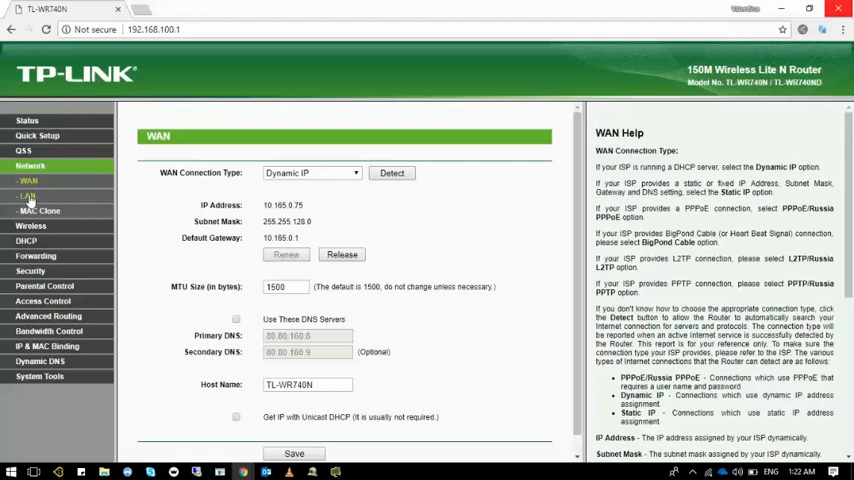 TL-WR740N
Valentina
Not secure
192.168.100.1
TP-LINK
150M Wireless Lite N Router
Model No. TL-WR740N / TL-WR740ND
Status
Quick Setup
QSS
Network
- WAN
- LAN
- MAC Clone
Wireless
DHCP
Forwarding
Security
Parental Control
Access Control
Advanced Routing
Bandwidth Control
IP & MAC Binding
Dynamic DNS
System Tools
WAN
WAN Connection Type:
Dynamic IP
Detect
IP Address:
10.165.0.75
Subnet Mask:
255.255.128.0
Default Gateway:
10.165.0.1
Renew
Release
MTU Size (in bytes):
1500
(The default is 1500, do not change unless necessary.)
Use These DNS Servers
Primary DNS:
80.80.160.8
Secondary DNS:
80.80.160.9
(Optional)
Host Name:
TL-WR740N
Get IP with Unicast DHCP (It is usually not required.)
Save
WAN Help
WAN Connection Type:
If your ISP is running a DHCP server, select the Dynamic IP option.
If your ISP provides a static or fixed IP Address, Subnet Mask,
Gateway and DNS setting, select the Static IP option.
If your ISP provides a PPPoE connection, select PPPoE/Russia
PPPoE option.
If your ISP provides BigPond Cable (or Heart Beat Signal) connection,
please select BigPond Cable option.
If your ISP provides L2TP connection, please select L2TP/Russia
L2TP option.
If your ISP provides PPTP connection, please select PPTP/Russia
PPTP option.
If you don't know how to choose the appropriate connection type, click
the Detect button to allow the Router to automatically search your
Internet connection for servers and protocols. The connection type will
be reported when an active internet service is successfully detected
by the Router. This report is for your reference only. To make sure the
connection type your ISP provides, please refer to the ISP. The various
types of Internet connections that the Router can detect are as follows:
• PPPoE/Russia PPPoE - Connections which use PPPoE that
requires a user name and password.
• Dynamic IP - Connections which use dynamic IP address
assignment.
• Static IP - Connections which use static IP address
assignment.
IP Address - The IP address assigned by your ISP dynamically.
Subnet Mask - The subnet mask assigned by your ISP dynamically.
ENG
1:22 AM